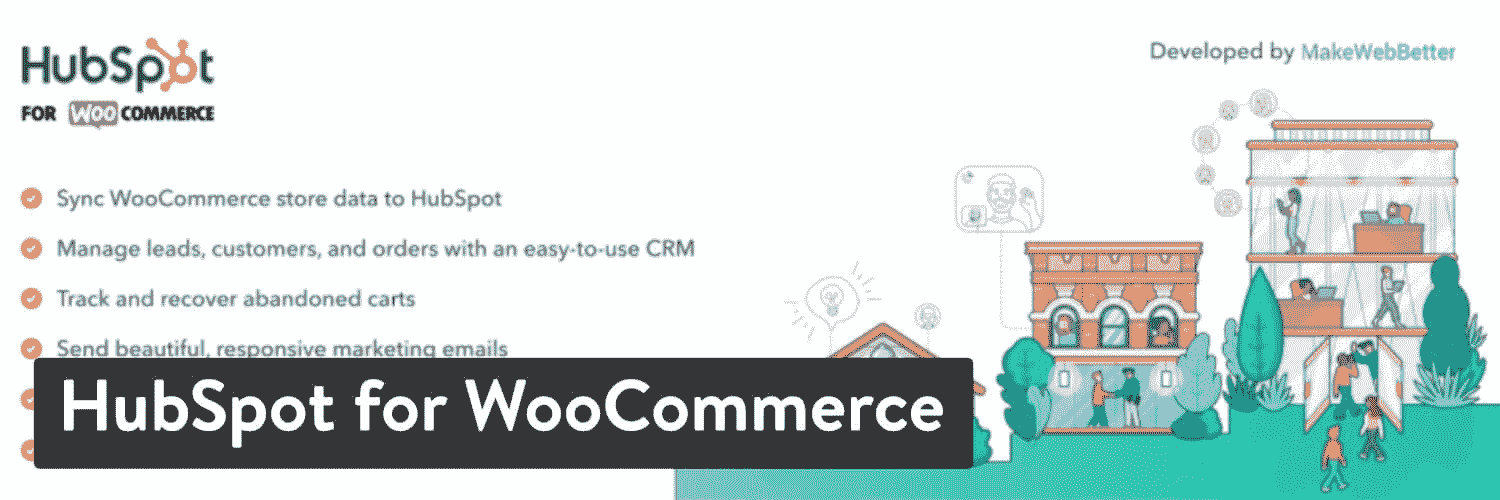 HubSpot
FOR WOO COMMERCE
Developed by MakeWebBetter
Sync WooCommerce store data to HubSpot
Manage leads, customers, and orders with an easy-to-use CRM
Track and recover abandoned carts
Send beautiful, responsive marketing emails
HubSpot for WooCommerce